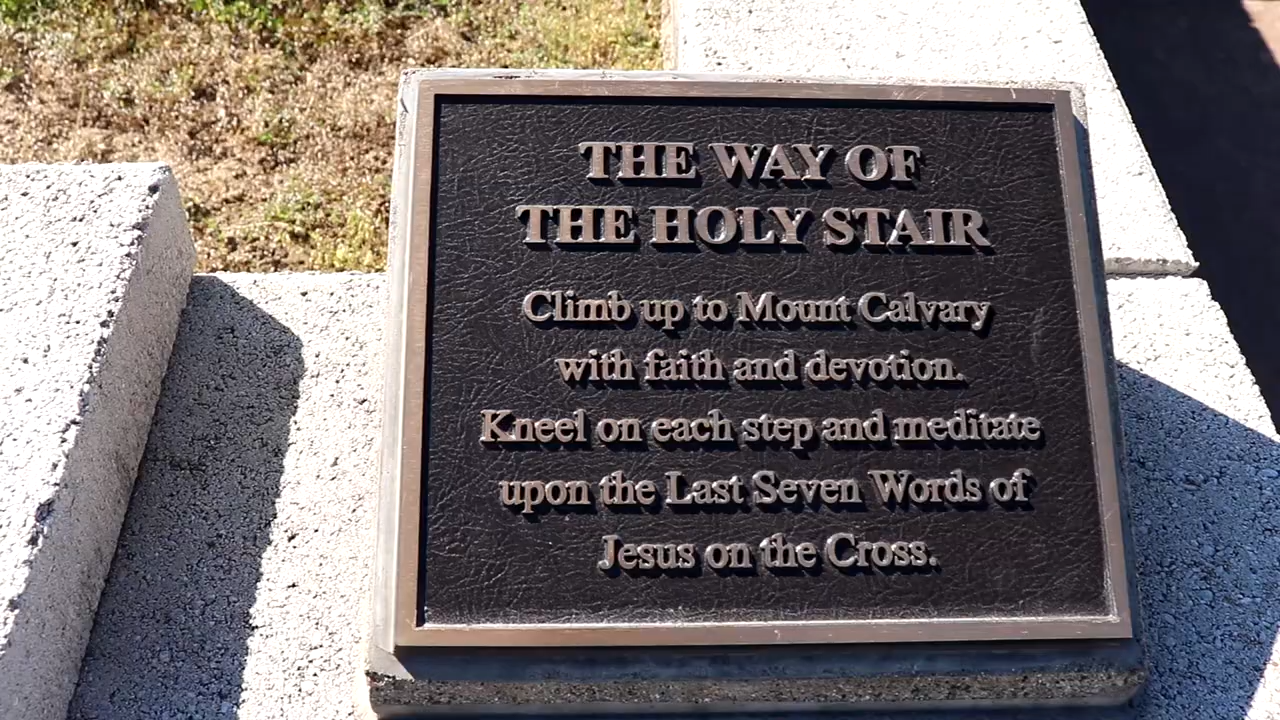 THE WAY OF
THE HOLY STAIR
Climb up to Mount Calvary
with faith and devotion.
Kneel on each step and meditate
upon the Last Seven Words of
Jesus on the Cross.